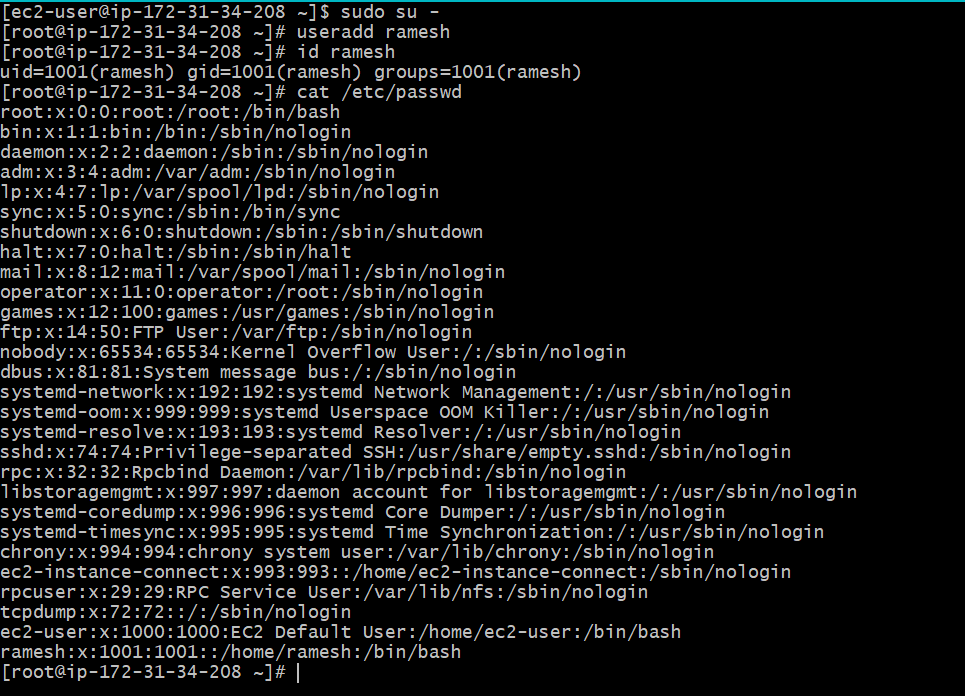 [ec2-user@ip-172-31-34-208 ~]$ sudo su -
[root@ip-172-31-34-208 ~]# useradd ramesh
[root@ip-172-31-34-208 ~]# id ramesh
uid=1001(ramesh) gid=1001(ramesh) groups=1001(ramesh)
[root@ip-172-31-34-208 ~]# cat /etc/passwd
root:x:0:0:root:/root:/bin/bash
bin:x:1:1:bin:/bin:/sbin/nologin
daemon:x:2:2:daemon:/sbin:/sbin/nologin
adm:x:3:4:adm:/var/adm:/sbin/nologin
lp:x:4:7:lp:/var/spool/lpd:/sbin/nologin
sync:x:5:0:sync:/sbin:/bin/sync
shutdown:x:6:0:shutdown:/sbin:/sbin/shutdown
halt:x:7:0:halt:/sbin:/sbin/halt
mail:x:8:12:mail:/var/spool/mail:/sbin/nologin
operator:x:11:0:operator:/root:/sbin/nologin
games:x:12:100:games:/usr/games:/sbin/nologin
ftp:x:14:50:FTP User:/var/ftp:/sbin/nologin
nobody:x:65534:65534:Kernel Overflow User:/:/sbin/nologin
dbus:x:81:81:System message bus:/:/sbin/nologin
systemd-network:x:192:192:systemd Network Management:/:/usr/sbin/nologin
systemd-oom:x:999:999:systemd Userspace OOM Killer:/:/usr/sbin/nologin
systemd-resolve:x:193:193:systemd Resolver:/:/usr/sbin/nologin
sshd:x:74:74:Privilege-separated SSH:/usr/share/empty.sshd:/sbin/nologin
rpc:x:32:32:Rpcbind Daemon:/var/lib/rpcbind:/sbin/nologin
libstoragemgmt:x:997:997:daemon account for libstoragemgmt:/:/usr/sbin/nologin
systemd-coredump:x:996:996:systemd Core Dumper:/:/usr/sbin/nologin
systemd-timesync:x:995:995:systemd Time Synchronization:/:/usr/sbin/nologin
chrony:x:994:994:chrony system user:/var/lib/chrony:/sbin/nologin
ec2-instance-connect:x:993:993::/home/ec2-instance-connect:/sbin/nologin
rpcuser:x:29:29:RPC Service User:/var/lib/nfs:/sbin/nologin
tcpdump:x:72:72::/:/sbin/nologin
ec2-user:x:1000:1000:EC2 Default User:/home/ec2-user:/bin/bash
ramesh:x:1001:1001::/home/ramesh:/bin/bash
[root@ip-172-31-34-208 ~]#